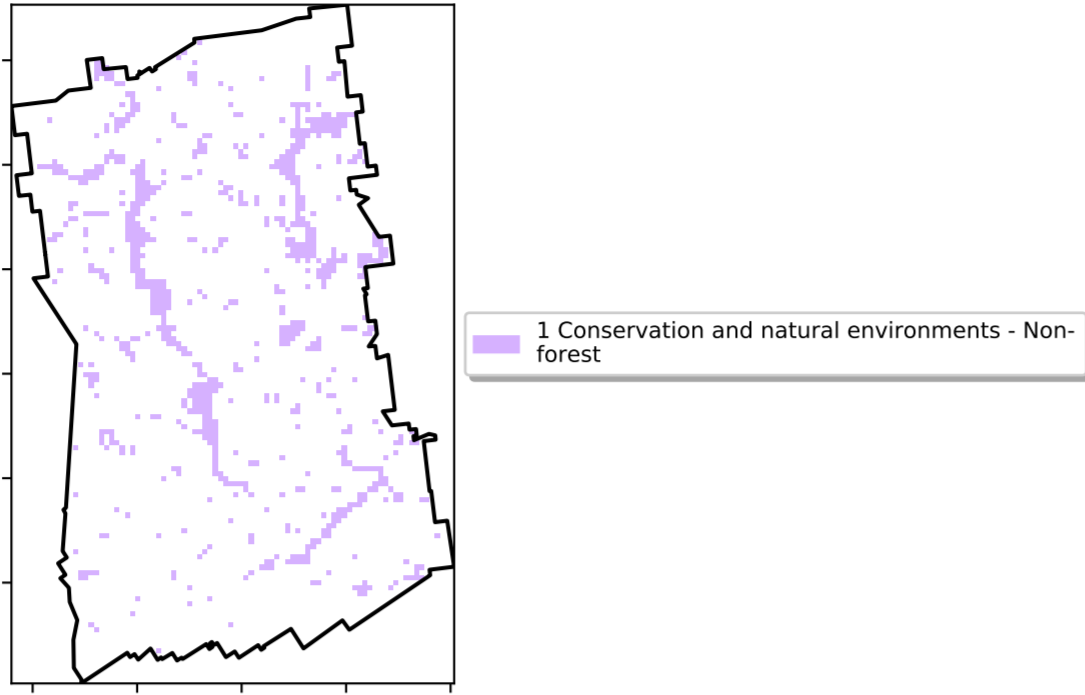 1 Conservation and natural environments - Non-
forest